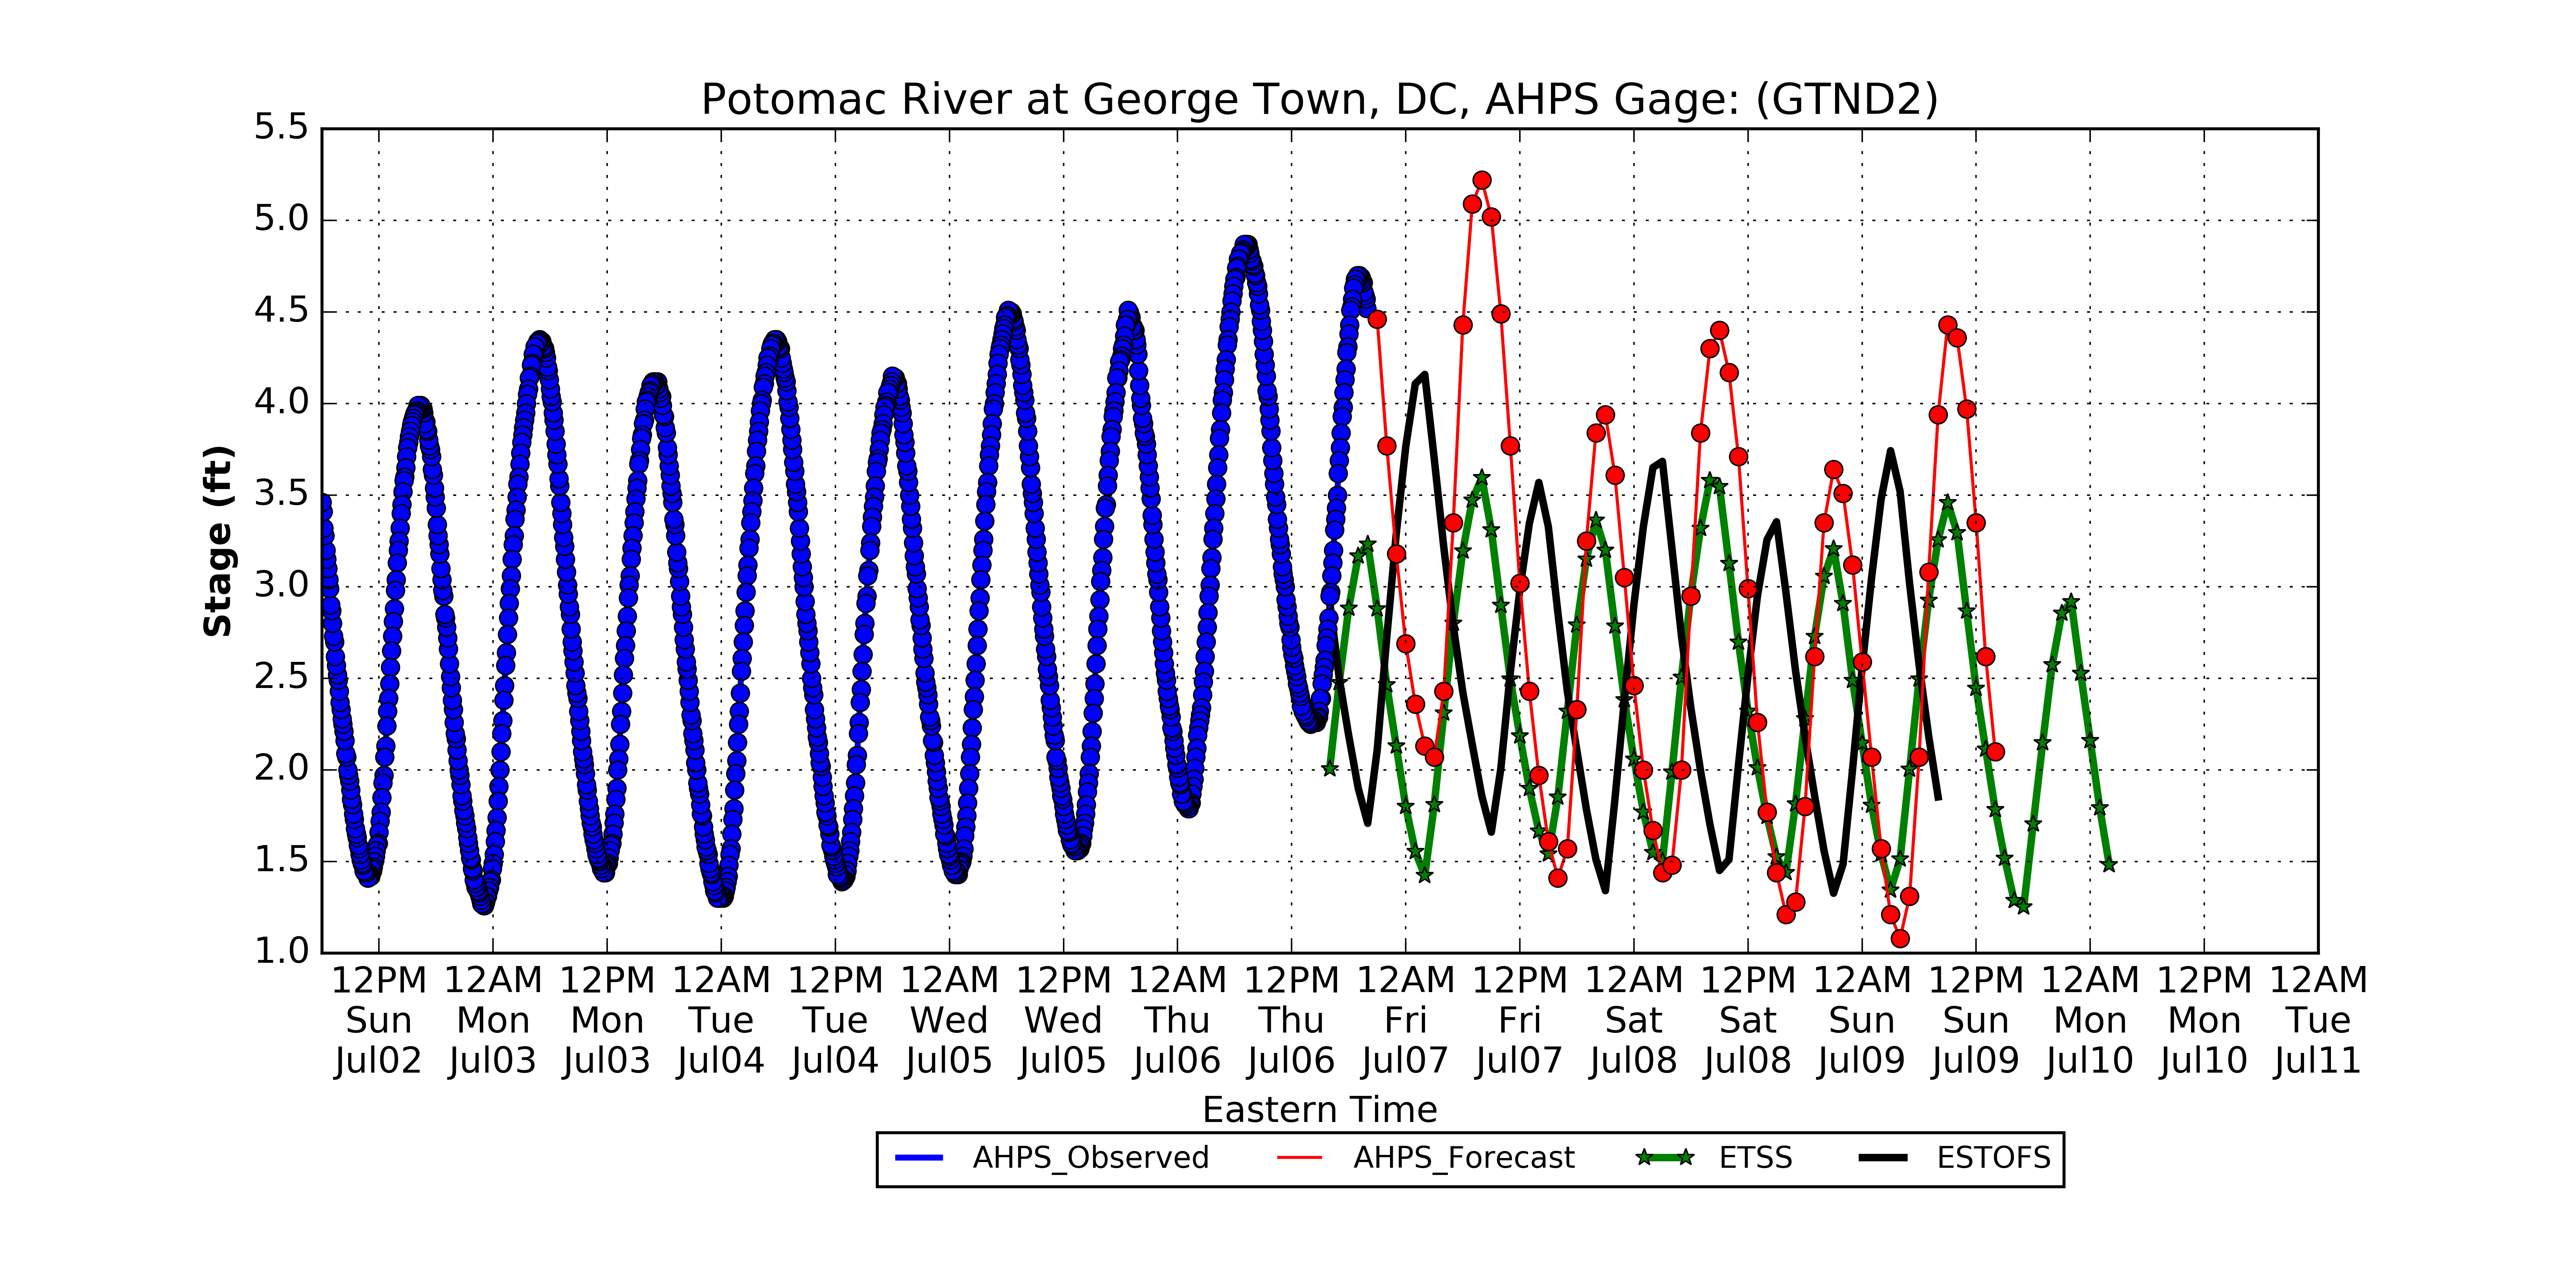 Potomac River at George Town, DC, AHPS Gage: (GTND2)
5.5
5.0
4.5
4.0
3.5
3.0
2.5
2.0
1.5
1.0
Stage (ft)
12PM 12AM 12PM 12AM 12PM 12AM 12PM 12AM 12PM 12AM 12PM 12AM 12PM 12AM 12PM 12AM 12PM 12AM
Sun Mon Mon Tue Tue Wed Wed Thu Thu Fri Fri Sat Sat Sun Sun Mon Mon Tue
Jul02 Jul03 Jul03 Jul04 Jul04 Jul05 Jul05 Jul06 Jul06 Jul07 Jul07 Jul08 Jul08 Jul09 Jul09 Jul10 Jul10 Jul11
Eastern Time
AHPS_Observed AHPS_Forecast ETSS ESTOFS